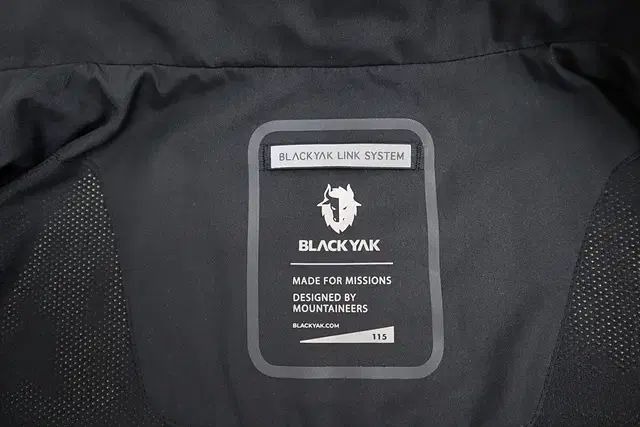 BLACKYAK LINK SYSTEM
BLACKYAK
MADE FOR MISSIONS
DESIGNED BY
MOUNTAINEERS
BLACKYAK.COM
115